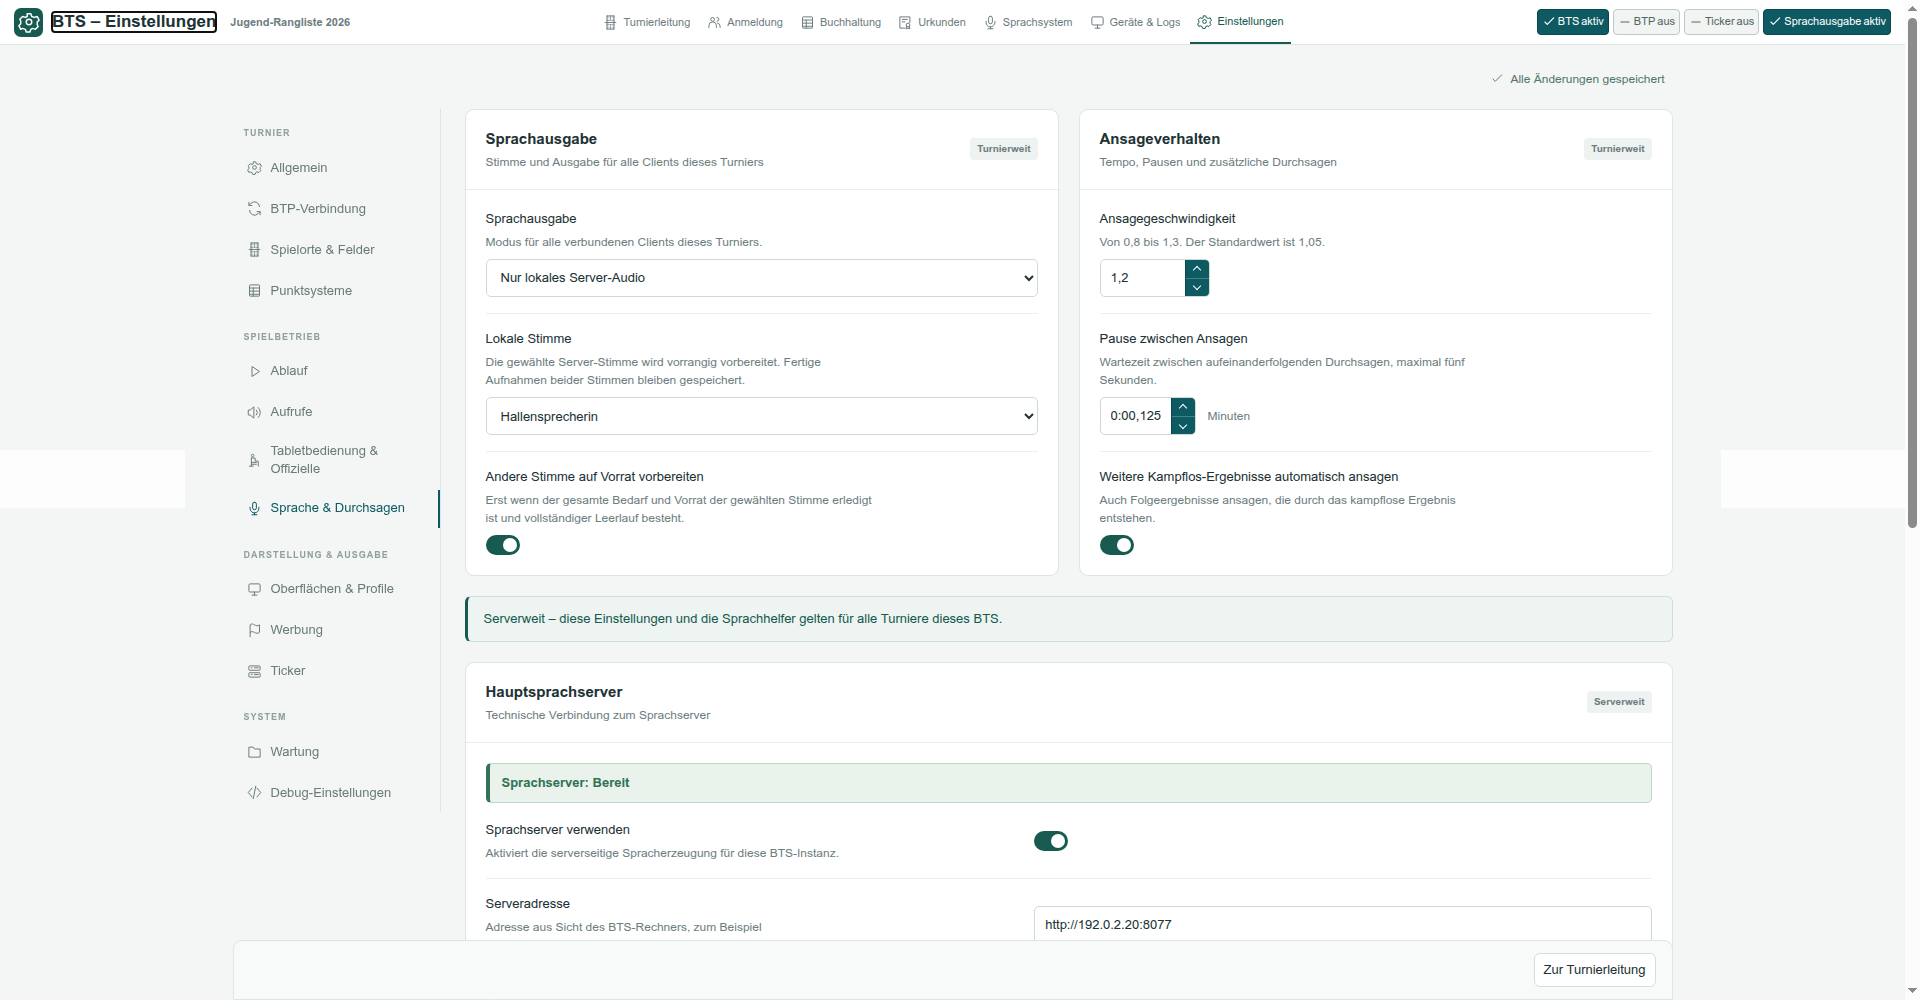 BTS – Einstellungen
Jugend-Rangliste 2026
Turnierleitung
Anmeldung
Buchhaltung
Urkunden
Sprachsystem
Geräte & Logs
Einstellungen
BTS aktiv
BTP aus
Ticker aus
Sprachausgabe aktiv
Alle Änderungen gespeichert
TURNIER
Allgemein
BTP-Verbindung
Spielorte & Felder
Punktsysteme
SPIELBETRIEB
Ablauf
Aufrufe
Tabletbedienung &
Offizielle
Sprache & Durchsagen
DARSTELLUNG & AUSGABE
Oberflächen & Profile
Werbung
Ticker
SYSTEM
Wartung
Debug-Einstellungen
Sprachausgabe
Stimme und Ausgabe für alle Clients dieses Turniers
Turnierweit
Sprachausgabe
Modus für alle verbundenen Clients dieses Turniers.
Nur lokales Server-Audio
Lokale Stimme
Die gewählte Server-Stimme wird vorrangig vorbereitet. Fertige
Aufnahmen beider Stimmen bleiben gespeichert.
Hallensprecherin
Andere Stimme auf Vorrat vorbereiten
Erst wenn der gesamte Bedarf und Vorrat der gewählten Stimme erledigt
ist und vollständiger Leerlauf besteht.
Ansageverhalten
Tempo, Pausen und zusätzliche Durchsagen
Turnierweit
Ansagegeschwindigkeit
Von 0,8 bis 1,3. Der Standardwert ist 1,05.
1,2
Pause zwischen Ansagen
Wartezeit zwischen aufeinanderfolgenden Durchsagen, maximal fünf
Sekunden.
0:00,125
Minuten
Weitere Kampflos-Ergebnisse automatisch ansagen
Auch Folgeergebnisse ansagen, die durch das kampflose Ergebnis
entstehen.
Serverweit – diese Einstellungen und die Sprachhelfer gelten für alle Turniere dieses BTS.
Hauptsprachserver
Technische Verbindung zum Sprachserver
Serverweit
Sprachserver: Bereit
Sprachserver verwenden
Aktiviert die serverseitige Spracherzeugung für diese BTS-Instanz.
Serveradresse
Adresse aus Sicht des BTS-Rechners, zum Beispiel
http://192.0.2.20:8077
Zur Turnierleitung